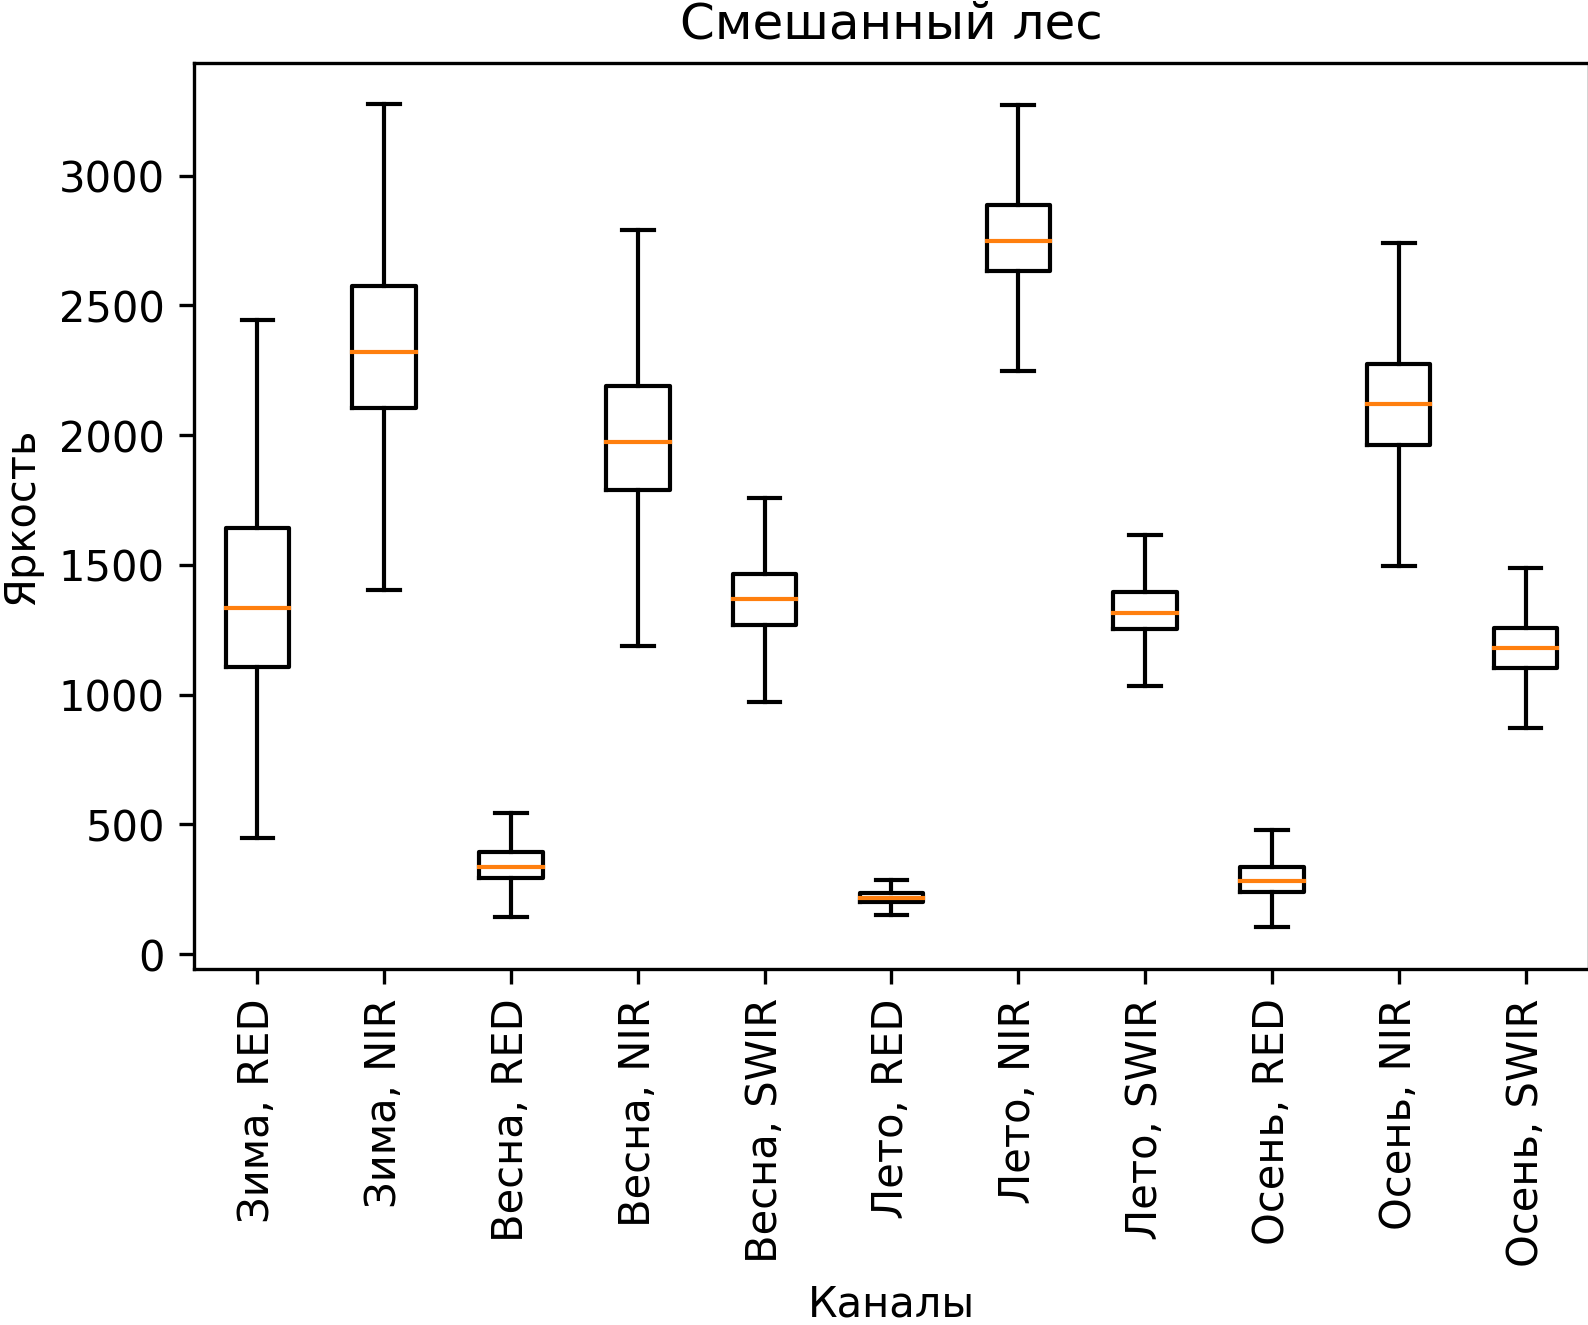 Смешанный лес
Яркость
3000
2500
2000
1500
1000
500
0
Зима, RED
Зима, NIR
Весна, RED
Весна, NIR
Весна, SWIR
Лето, RED
Лето, NIR
Лето, SWIR
Осень, RED
Осень, NIR
Осень, SWIR
Каналы